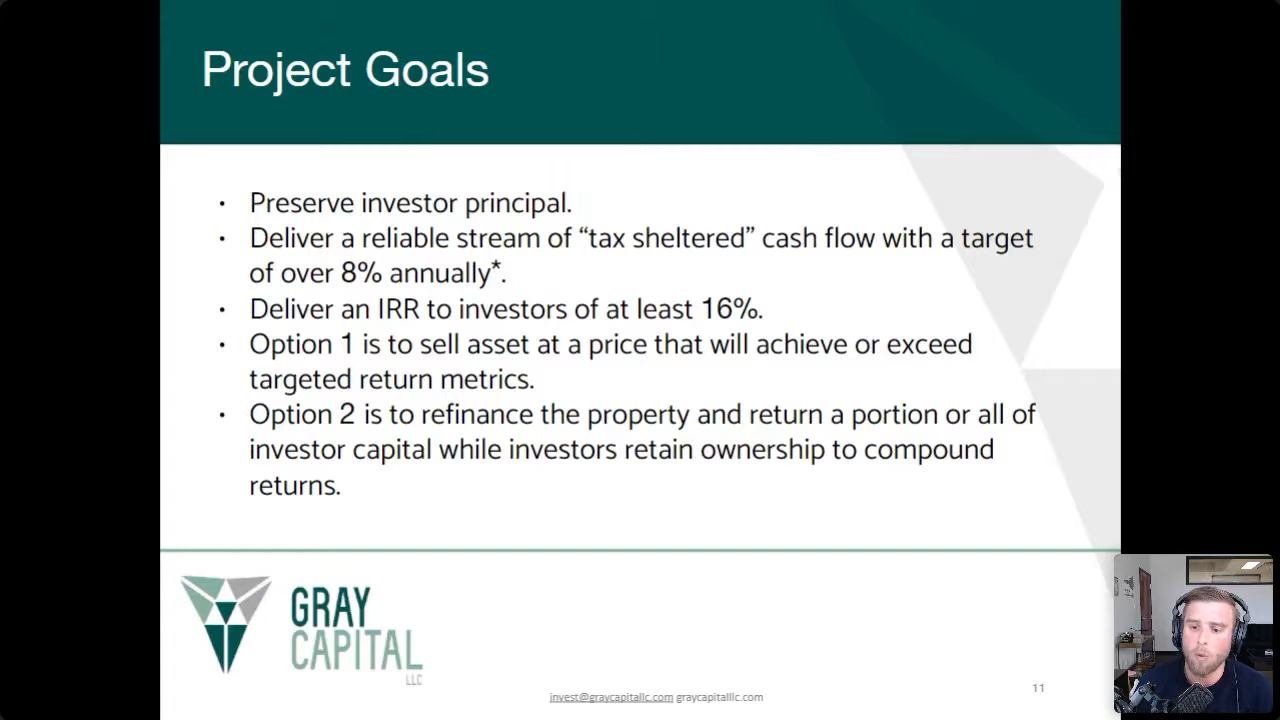 Project Goals
• Preserve investor principal.
• Deliver a reliable stream of “tax sheltered” cash flow with a target
of over 8% annually*.
• Deliver an IRR to investors of at least 16%.
• Option 1 is to sell asset at a price that will achieve or exceed
targeted return metrics.
• Option 2 is to refinance the property and return a portion or all of
investor capital while investors retain ownership to compound
returns.
GRAY
CAPITAL
LLC
invest@graycapitallc.com graycapitalllc.com
11